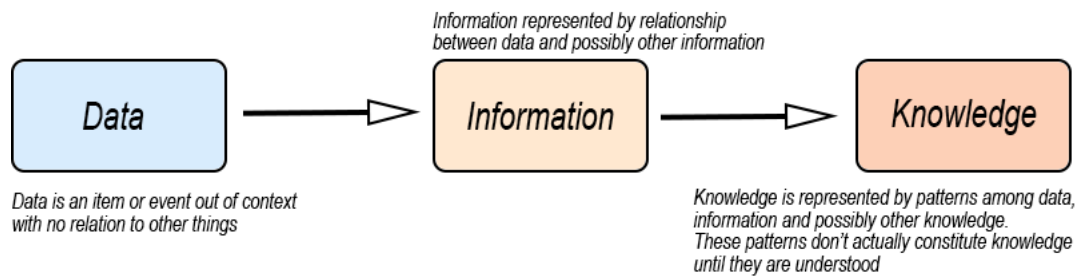 Information represented by relationship
between data and possibly other information
Data
Information
Knowledge
Data is an item or event out of context
with no relation to other things
Knowledge is represented by patterns among data,
information and possibly other knowledge.
These patterns don't actually constitute knowledge
until they are understood